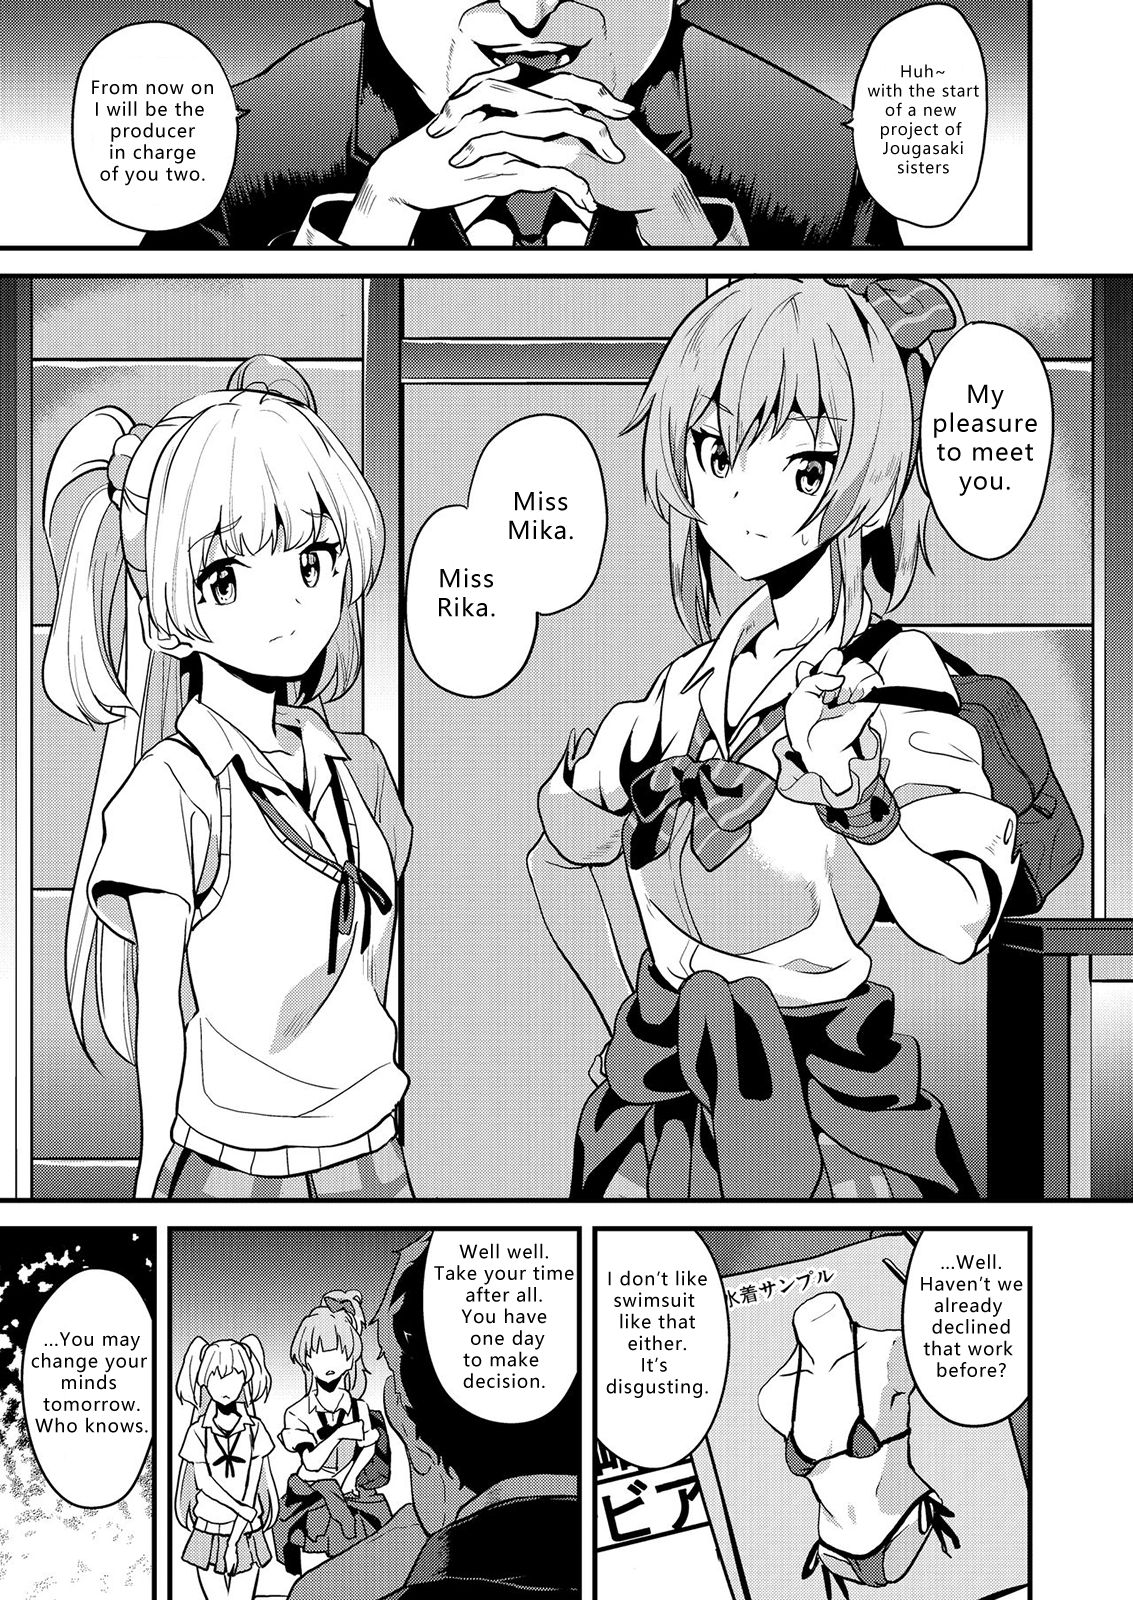 Huh~
with the start
of a new
project of
Jougasaki
sisters
From now on
I will be the
producer
in charge
of you two.
My
pleasure
to meet
you.
Miss
Mika.
Miss
Rika.
...Well.
Haven't we
already
declined
that work
before?
水着サンプル
ビア
I don't like
swimsuit
like that
either.
It's
disgusting.
Well well.
Take your time
after all.
You have
one day
to make
decision.
...You may
change your
minds
tomorrow.
Who knows.